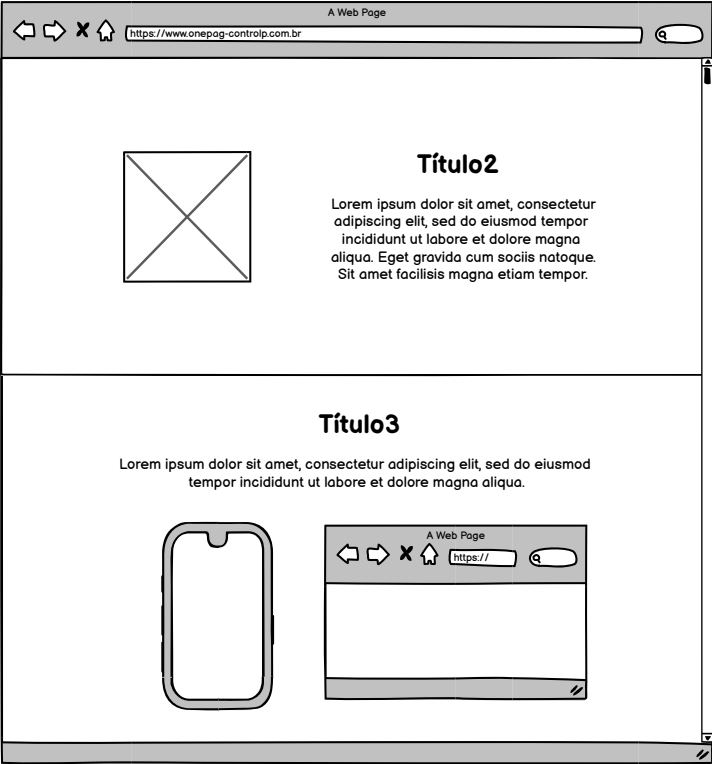 A Web Page
https://www.onepag-controlp.com.br
Título2
Lorem ipsum dolor sit amet, consectetur
adipiscing elit, sed do eiusmod tempor
incididunt ut labore et dolore magna
aliqua. Eget gravida cum sociis natoque.
Sit amet facilisis magna etiam tempor.
Título3
Lorem ipsum dolor sit amet, consectetur adipiscing elit, sed do eiusmod
tempor incididunt ut labore et dolore magna aliqua.
A Web Page
https://